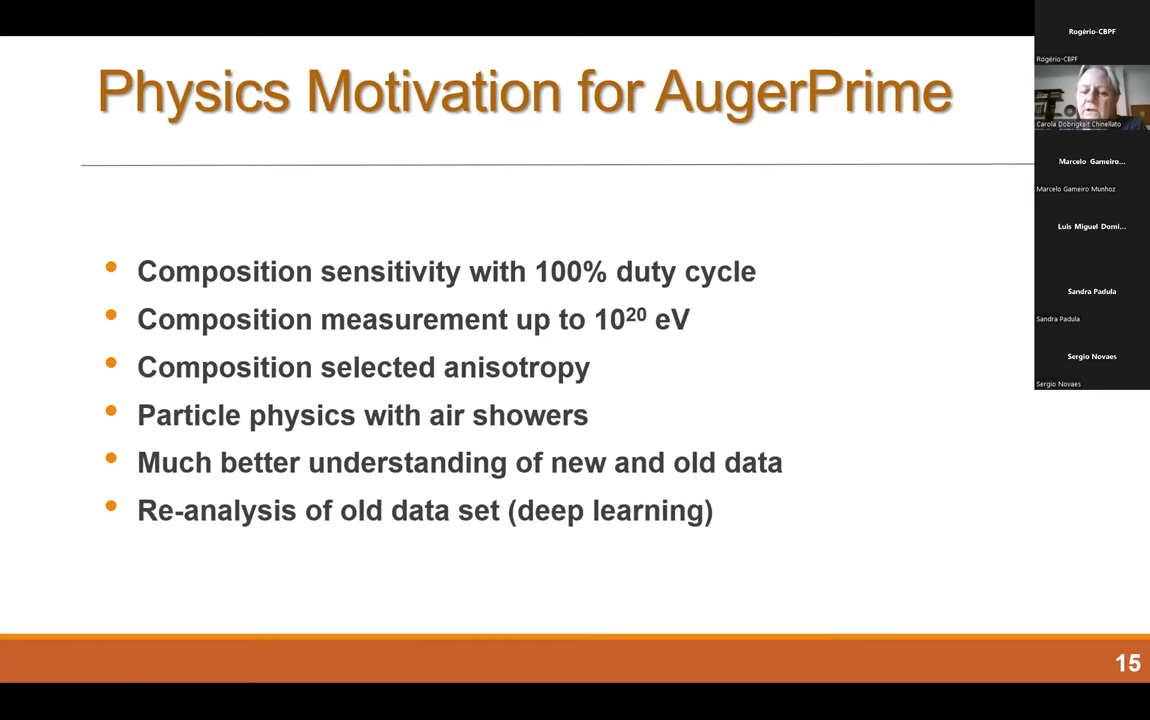 Physics Motivation for AugerPrime
• Composition sensitivity with 100% duty cycle
• Composition measurement up to 10²⁰ eV
• Composition selected anisotropy
• Particle physics with air showers
• Much better understanding of new and old data
• Re-analysis of old data set (deep learning)
15
Rogério-CBPF
Rogério-CBPF
Carola Dobrigkeit Chinellato
Marcelo Gameiro...
Marcelo Gameiro Munhoz
Luis Miguel Domi...
Sandra Padula
Sandra Padula
Sergio Novaes
Sergio Novaes